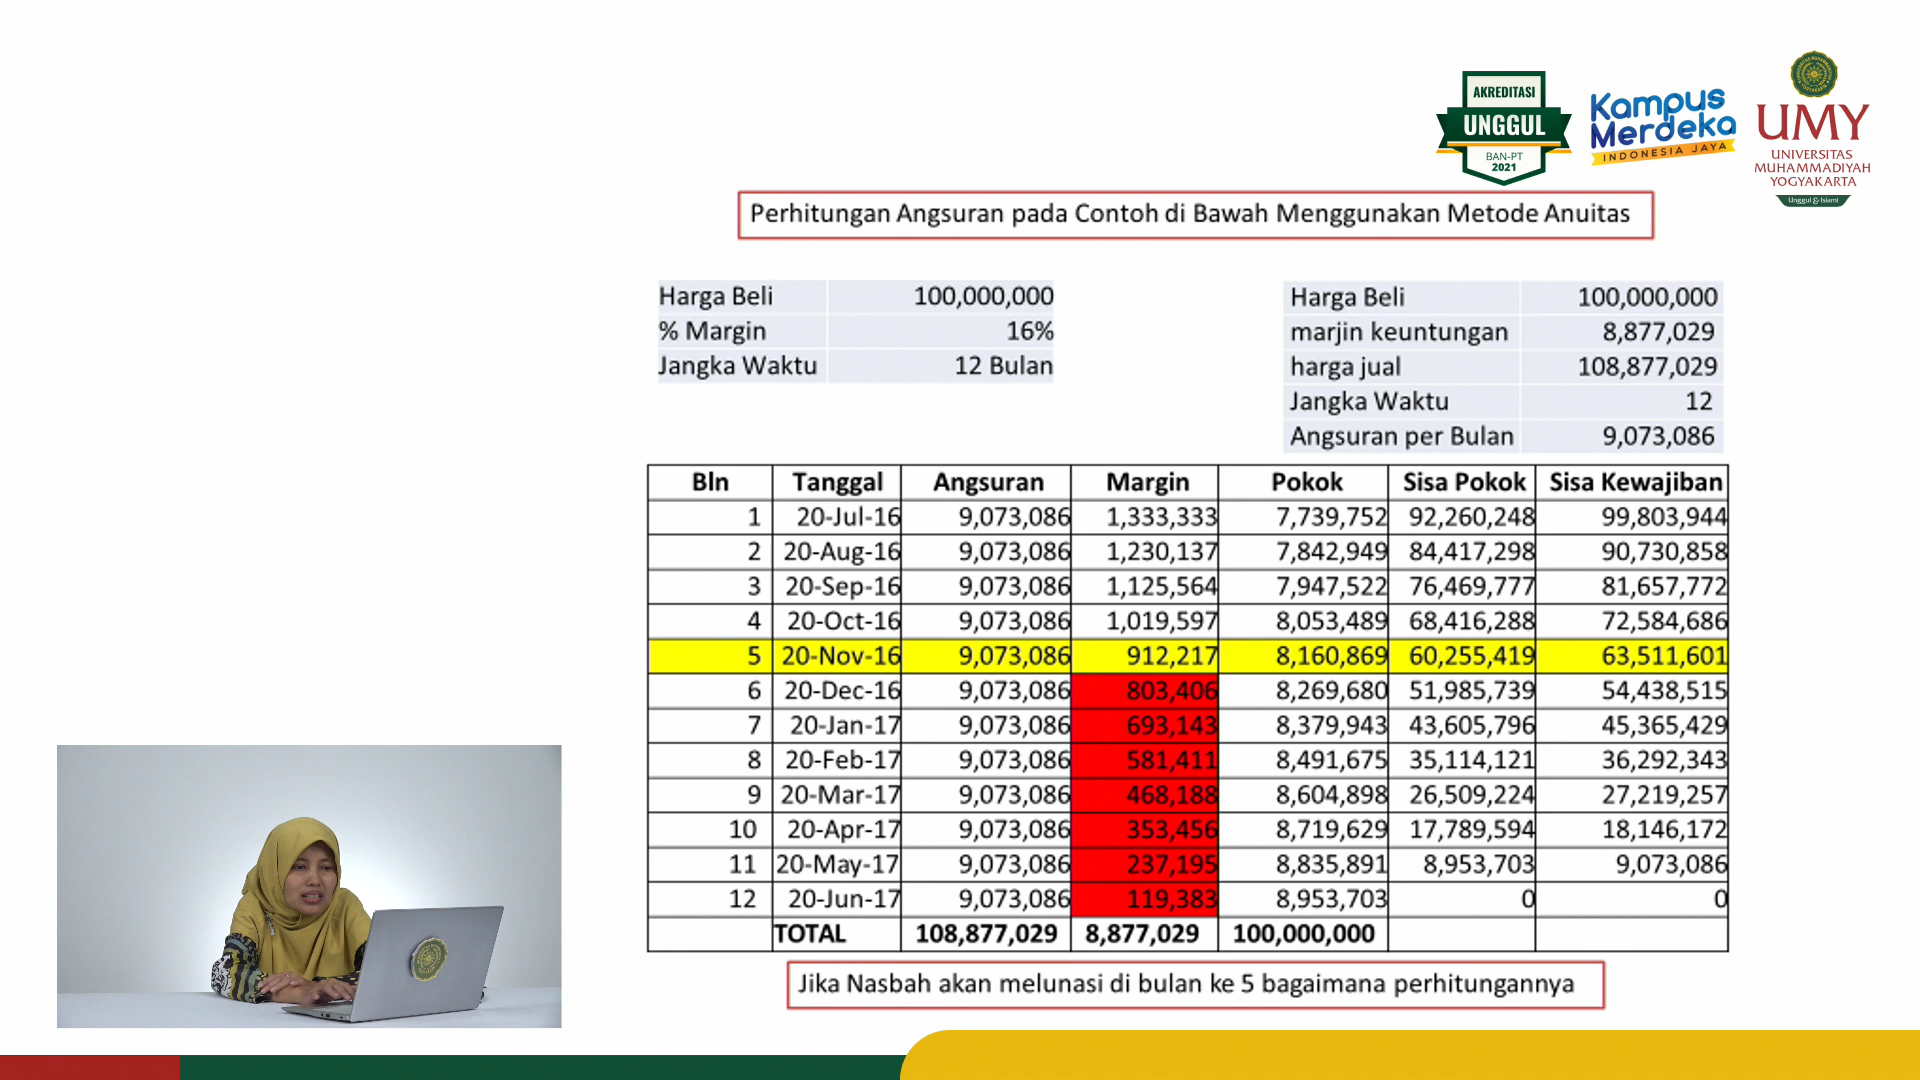 AKREDITASI
UNGGUL
BAN-PT
2021
Kampus
Merdeka
INDONESIA JAYA
UMY
UNIVERSITAS
MUHAMMADIYAH
YOGYAKARTA
Unggul & Islami
Perhitungan Angsuran pada Contoh di Bawah Menggunakan Metode Anuitas
Harga Beli 100,000,000
% Margin 16%
Jangka Waktu 12 Bulan
Harga Beli 100,000,000
marjin keuntungan 8,877,029
harga jual 108,877,029
Jangka Waktu 12
Angsuran per Bulan 9,073,086
Bln Tanggal Angsuran Margin Pokok Sisa Pokok Sisa Kewajiban
1 20-Jul-16 9,073,086 1,333,333 7,739,752 92,260,248 99,803,944
2 20-Aug-16 9,073,086 1,230,137 7,842,949 84,417,298 90,730,858
3 20-Sep-16 9,073,086 1,125,564 7,947,522 76,469,777 81,657,772
4 20-Oct-16 9,073,086 1,019,597 8,053,489 68,416,288 72,584,686
5 20-Nov-16 9,073,086 912,217 8,160,869 60,255,419 63,511,601
6 20-Dec-16 9,073,086 803,406 8,269,680 51,985,739 54,438,515
7 20-Jan-17 9,073,086 693,143 8,379,943 43,605,796 45,365,429
8 20-Feb-17 9,073,086 581,411 8,491,675 35,114,121 36,292,343
9 20-Mar-17 9,073,086 468,188 8,604,898 26,509,224 27,219,257
10 20-Apr-17 9,073,086 353,456 8,719,629 17,789,594 18,146,172
11 20-May-17 9,073,086 237,195 8,835,891 8,953,703 9,073,086
12 20-Jun-17 9,073,086 119,383 8,953,703 0 0
TOTAL 108,877,029 8,877,029 100,000,000
Jika Nasbah akan melunasi di bulan ke 5 bagaimana perhitungannya